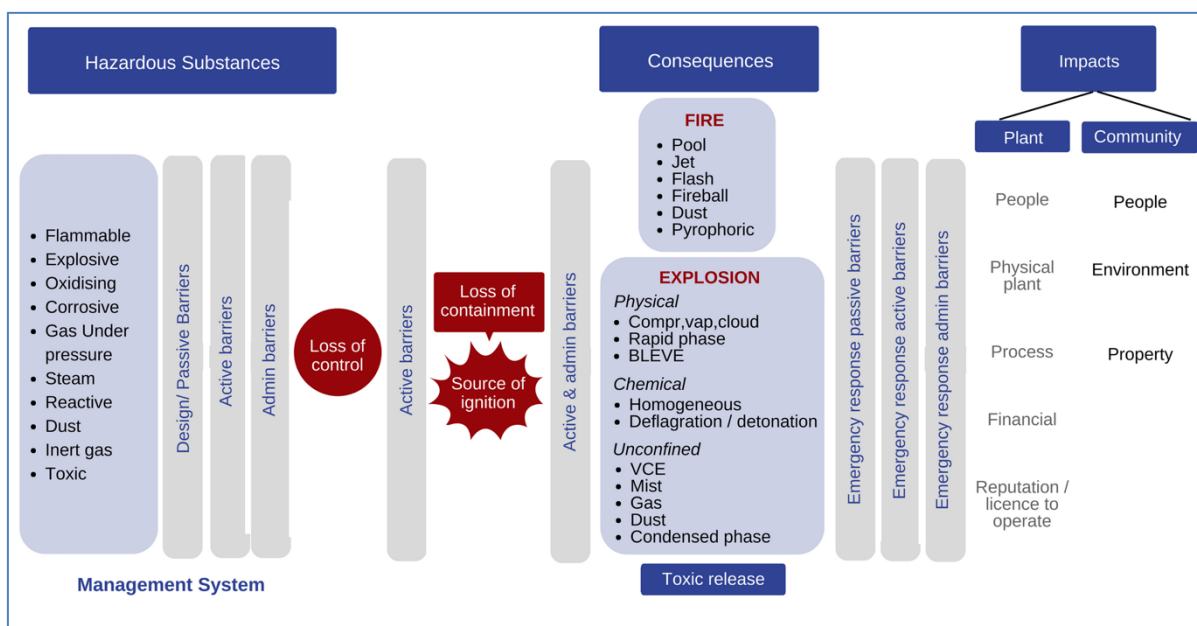 Hazardous Substances
Flammable
Explosive
Oxidising
Corrosive
Gas Under
pressure
Steam
Reactive
Dust
Inert gas
Toxic
Management System
Design/ Passive Barriers
Active barriers
Admin barriers
Loss of
control
Active barriers
Loss of
containment
Source of
ignition
Active & admin barriers
Consequences
FIRE
Pool
Jet
Flash
Fireball
Dust
Pyrophoric
EXPLOSION
Physical
Compr,vap,cloud
Rapid phase
BLEVE
Chemical
Homogeneous
Deflagration / detonation
Unconfined
VCE
Mist
Gas
Dust
Condensed phase
Toxic release
Emergency response passive barriers
Emergency response active barriers
Emergency response admin barriers
Impacts
Plant
People
Physical
plant
Process
Financial
Reputation /
licence to
operate
Community
People
Environment
Property